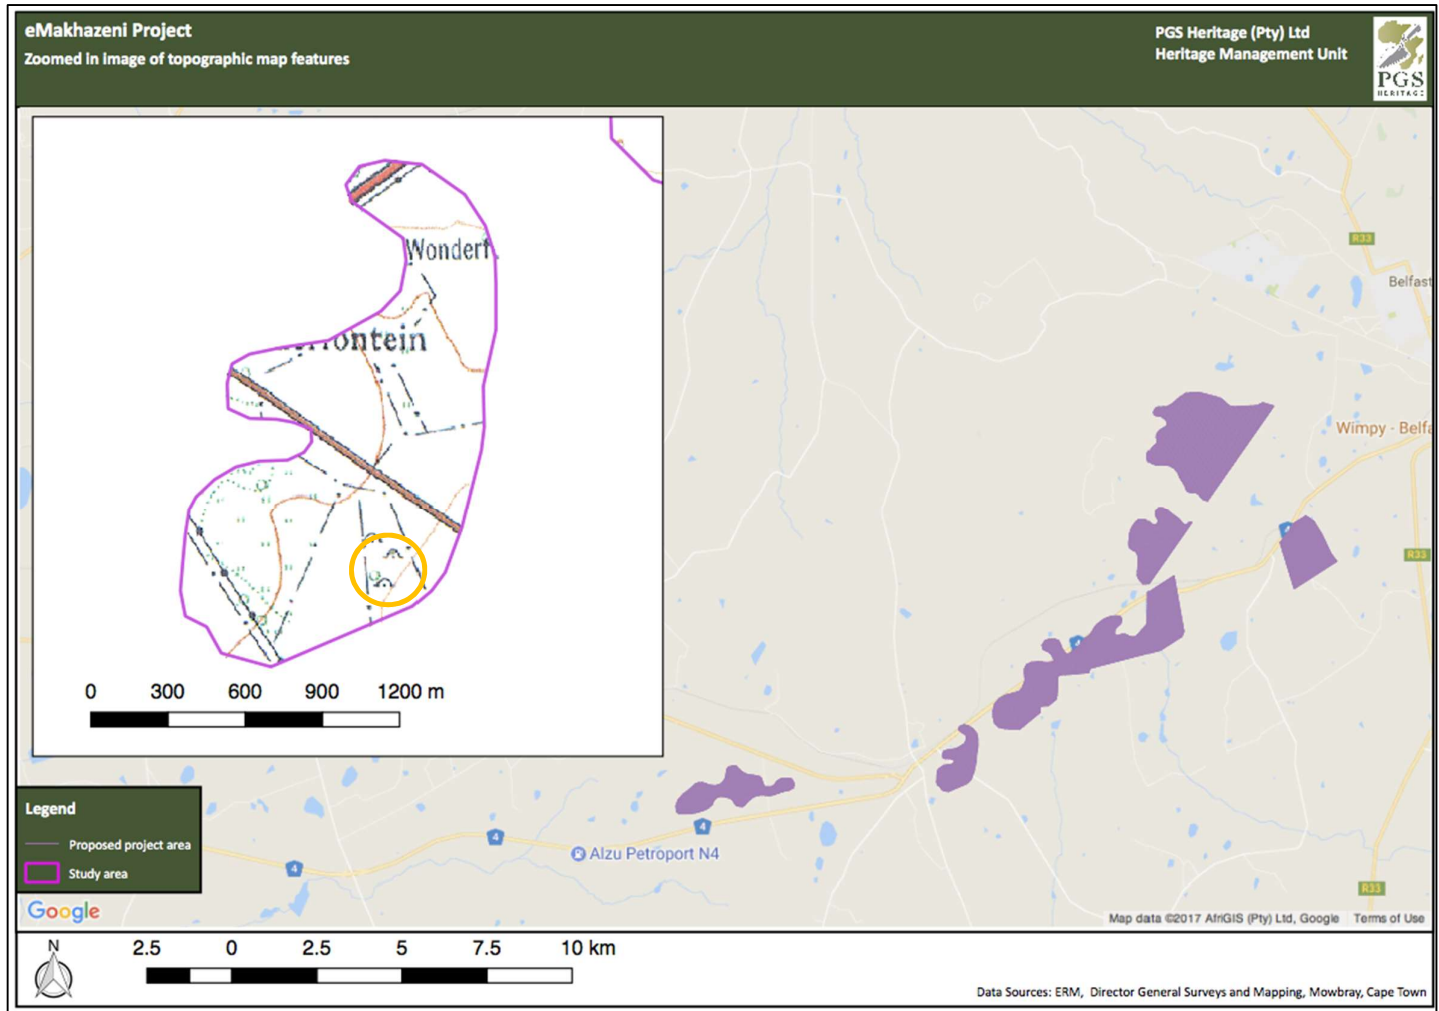 eMakhazeni Project
Zoomed in image of topographic map features
PGS Heritage (Pty) Ltd
Heritage Management Unit
PGS
HERITAGE
Wonderf
ontein
0 300 600 900 1200 m
R33
Belfast
Wimpy - Belfa
R33
4
4
4
Alzu Petroport N4
R33
Legend
Proposed project area
Study area
Google
Map data ©2017 AfriGIS (Pty) Ltd, Google Terms of Use
N
2.5 0 2.5 5 7.5 10 km
Data Sources: ERM, Director General Surveys and Mapping, Mowbray, Cape Town